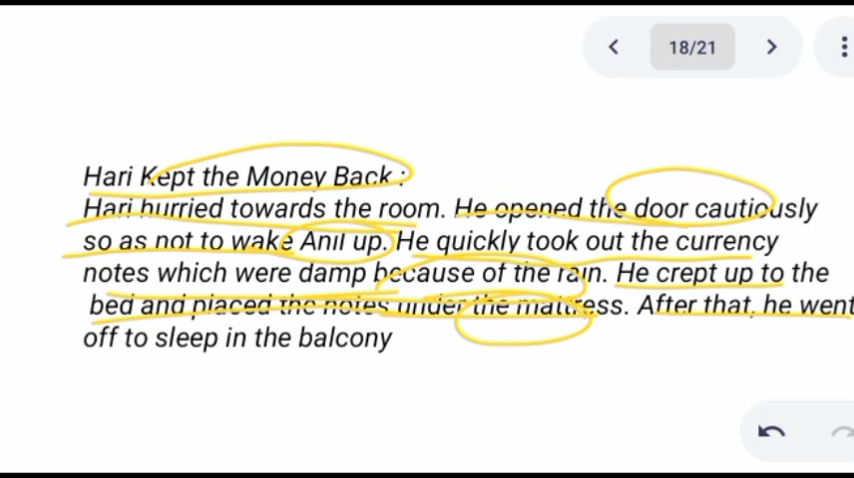 18/21
Hari Kept the Money Back :
Hari hurried towards the room. He opened the door cautiously
so as not to wake Anil up. He quickly took out the currency
notes which were damp because of the rain. He crept up to the
bed and placed the notes under the mattress. After that, he went
off to sleep in the balcony